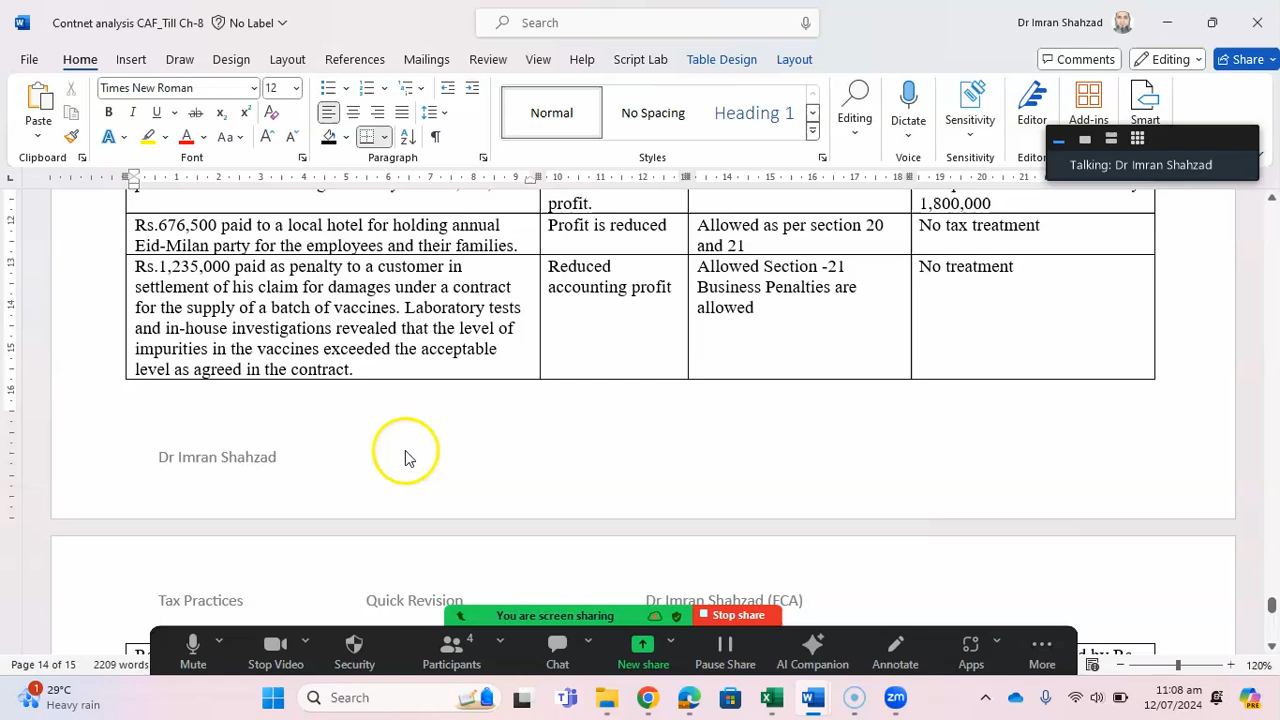 Contnet analysis CAF_Till Ch-8
No Label
Search
Dr Imran Shahzad
File Home Insert Draw Design Layout References Mailings Review View Help Script Lab Table Design Layout
Comments Editing Share
Paste
Times New Roman 12
Normal No Spacing Heading 1
Editing Dictate Sensitivity Editor Add-ins Smart
Clipboard Font Paragraph Styles Voice Sensitivity
Talking: Dr Imran Shahzad
profit.
1,800,000
Rs.676,500 paid to a local hotel for holding annual
Eid-Milan party for the employees and their families.
Profit is reduced
Allowed as per section 20
and 21
No tax treatment
Rs.1,235,000 paid as penalty to a customer in
settlement of his claim for damages under a contract
for the supply of a batch of vaccines. Laboratory tests
and in-house investigations revealed that the level of
impurities in the vaccines exceeded the acceptable
level as agreed in the contract.
Reduced
accounting profit
Allowed Section -21
Business Penalties are
allowed
No treatment
Dr Imran Shahzad
Tax Practices Quick Revision Dr Imran Shahzad (FCA)
You are screen sharing Stop share
Mute Stop Video Security Participants 4 Chat New share Pause Share AI Companion Annotate Apps More
Page 14 of 15 2209 words
120%
1
29°C
Heavy rain
Search
11:08 am
12/07/2024